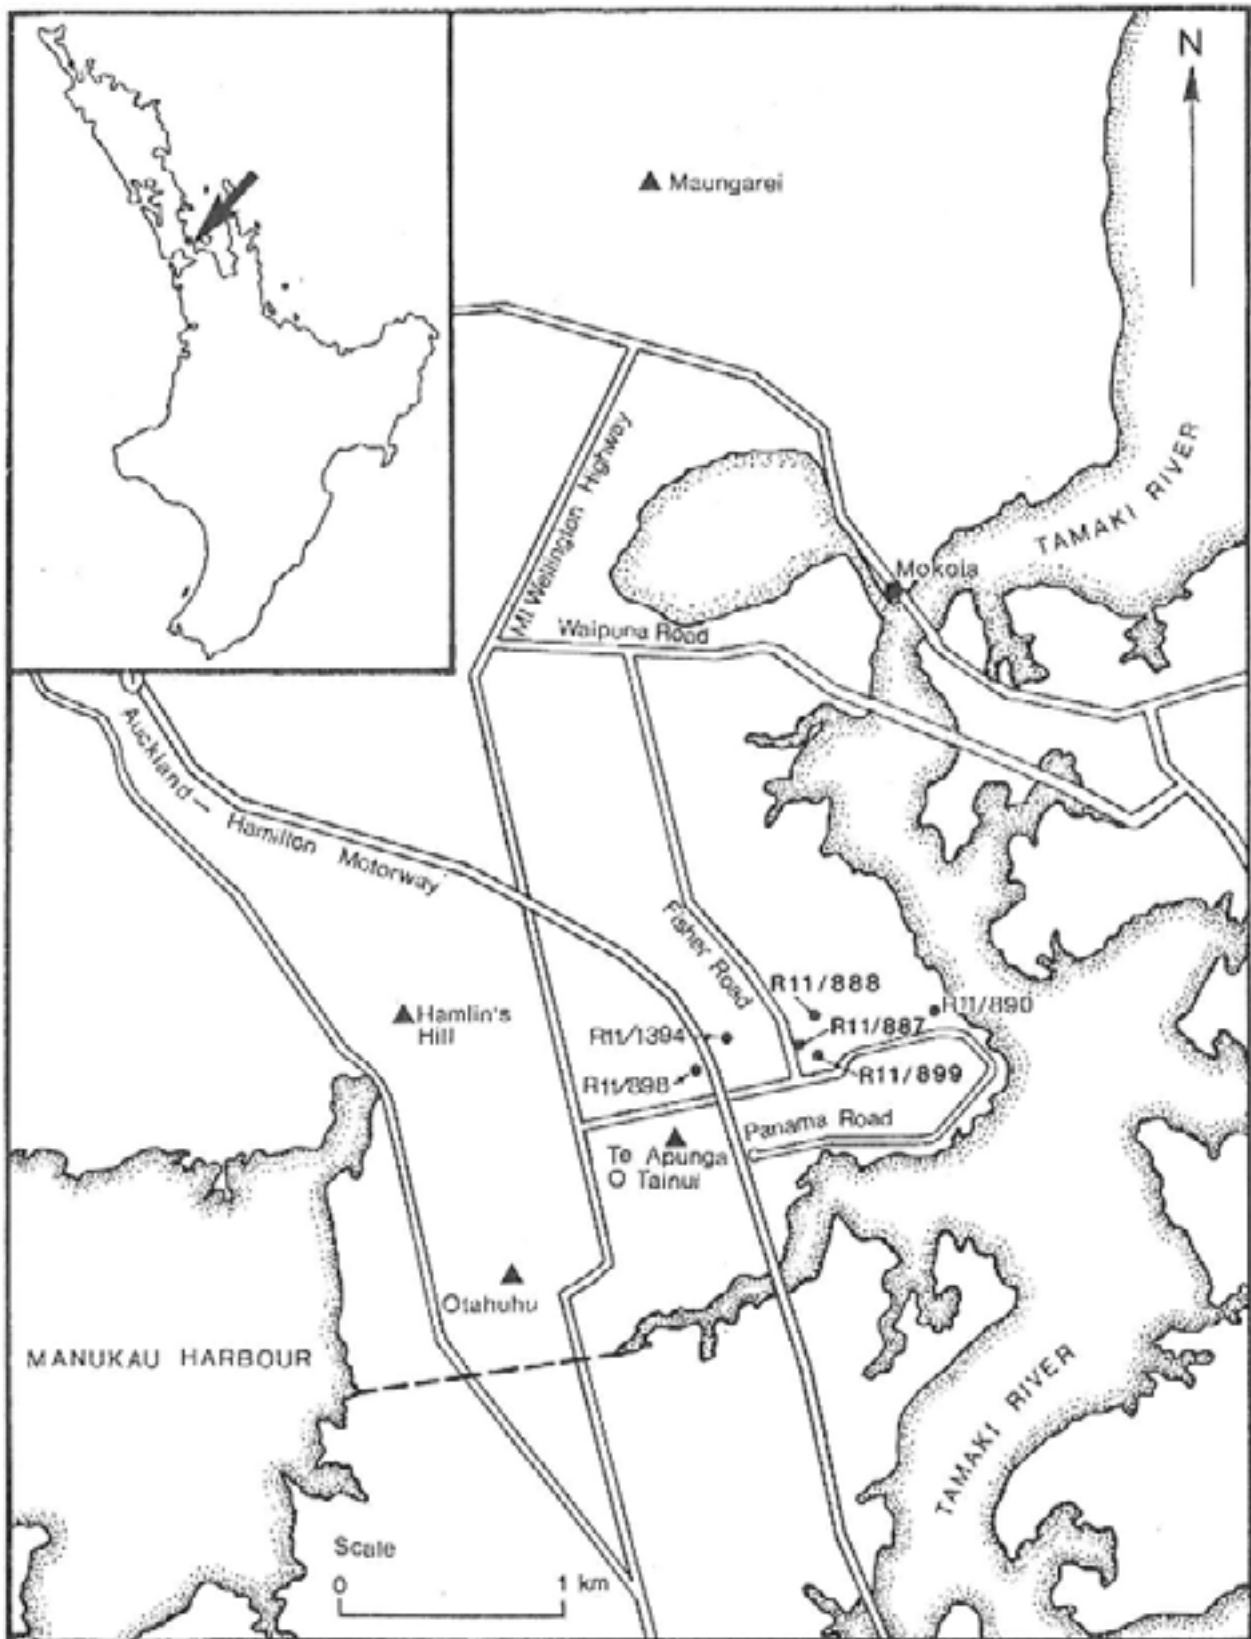 N
Maungarei
Mt Wellington Highway
TAMAKI RIVER
Mokoia
Waipuna Road
Auckland —
Hamilton Motorway
Fisher Road
R11/888
R11/890
Hamlin's
Hill
R11/1394
R11/887
R11/898
R11/899
Panama Road
Te Apunga
O Tainui
Otahuhu
MANUKAU HARBOUR
TAMAKI RIVER
Scale
0 1 km